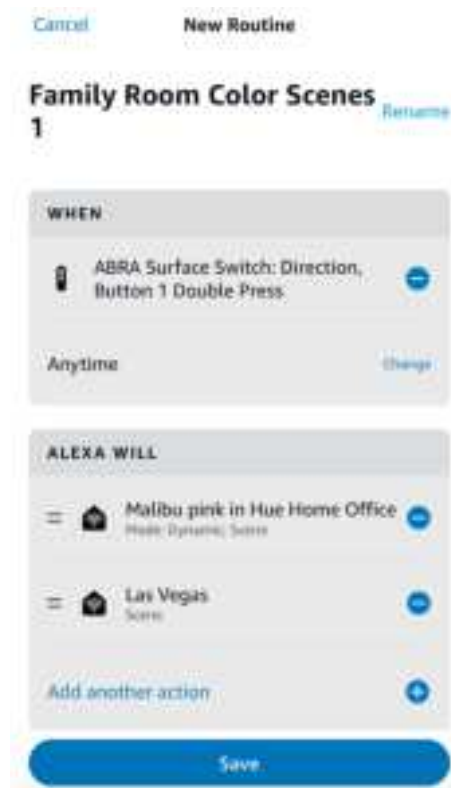 Cancel New Routine
Family Room Color Scenes
1
Rename
WHEN
ABRA Surface Switch: Direction,
Button 1 Double Press
Anytime Change
ALEXA WILL
Malibu pink in Hue Home Office
Mode: Dynamic, Scene
Las Vegas
Scene
Add another action
Save